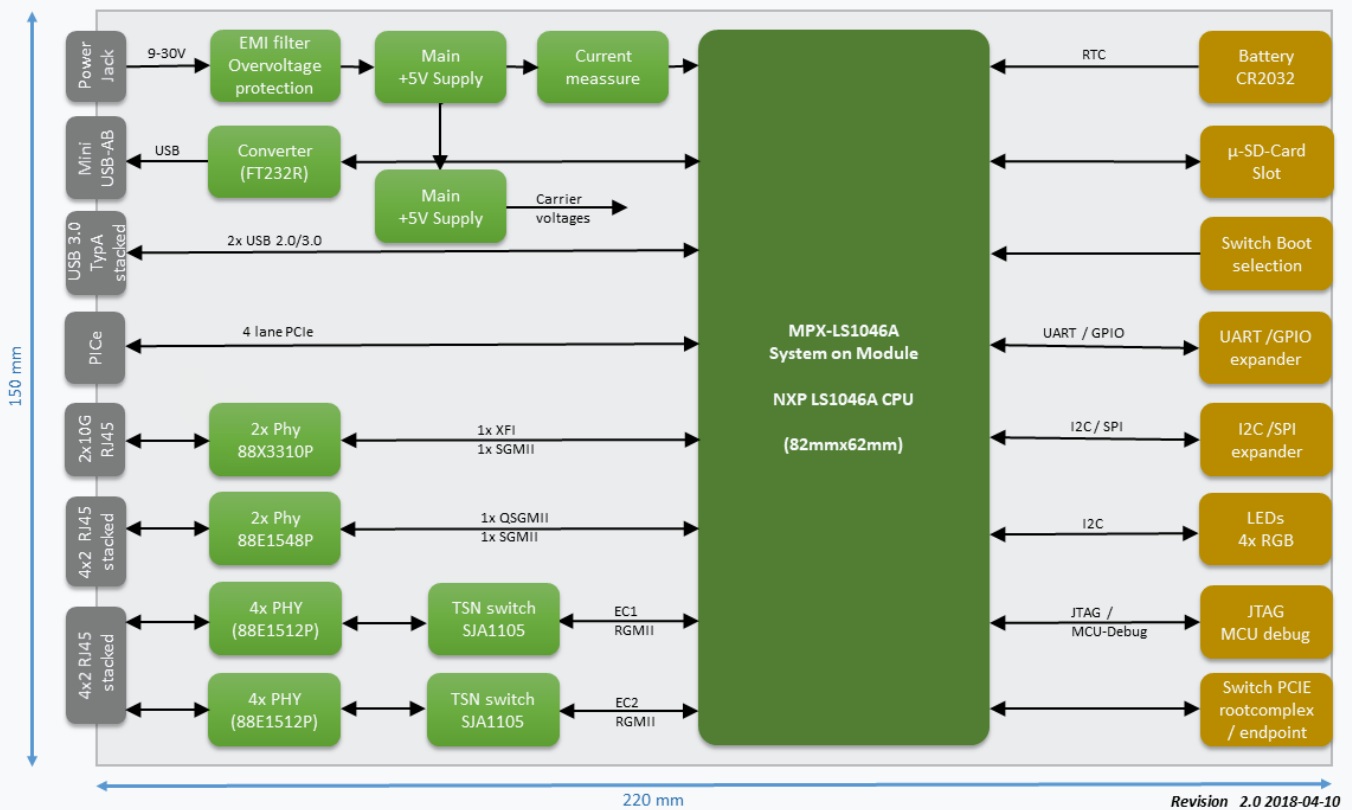 Power
Jack
9-30V
EMI filter
Overvoltage
protection
Main
+5V Supply
Current
meassure
RTC
Battery
CR2032
Mini
USB-AB
USB
Converter
(FT232R)
Main
+5V Supply
Carrier
voltages
µ-SD-Card
Slot
USB 3.0
TypA
stacked
2x USB 2.0/3.0
Switch Boot
selection
PICe
4 lane PCIe
MPX-LS1046A
System on Module
NXP LS1046A CPU
(82mmx62mm)
UART / GPIO
UART /GPIO
expander
2x10G
RJ45
2x Phy
88X3310P
1x XFI
1x SGMII
I2C / SPI
I2C /SPI
expander
4x2 RJ45
stacked
2x Phy
88E1548P
1x QSGMII
1x SGMII
I2C
LEDs
4x RGB
4x2 RJ45
stacked
4x PHY
(88E1512P)
TSN switch
SJA1105
EC1
RGMII
JTAG /
MCU-Debug
JTAG
MCU debug
4x PHY
(88E1512P)
TSN switch
SJA1105
EC2
RGMII
Switch PCIE
rootcomplex
/ endpoint
150 mm
220 mm
Revision 2.0 2018-04-10